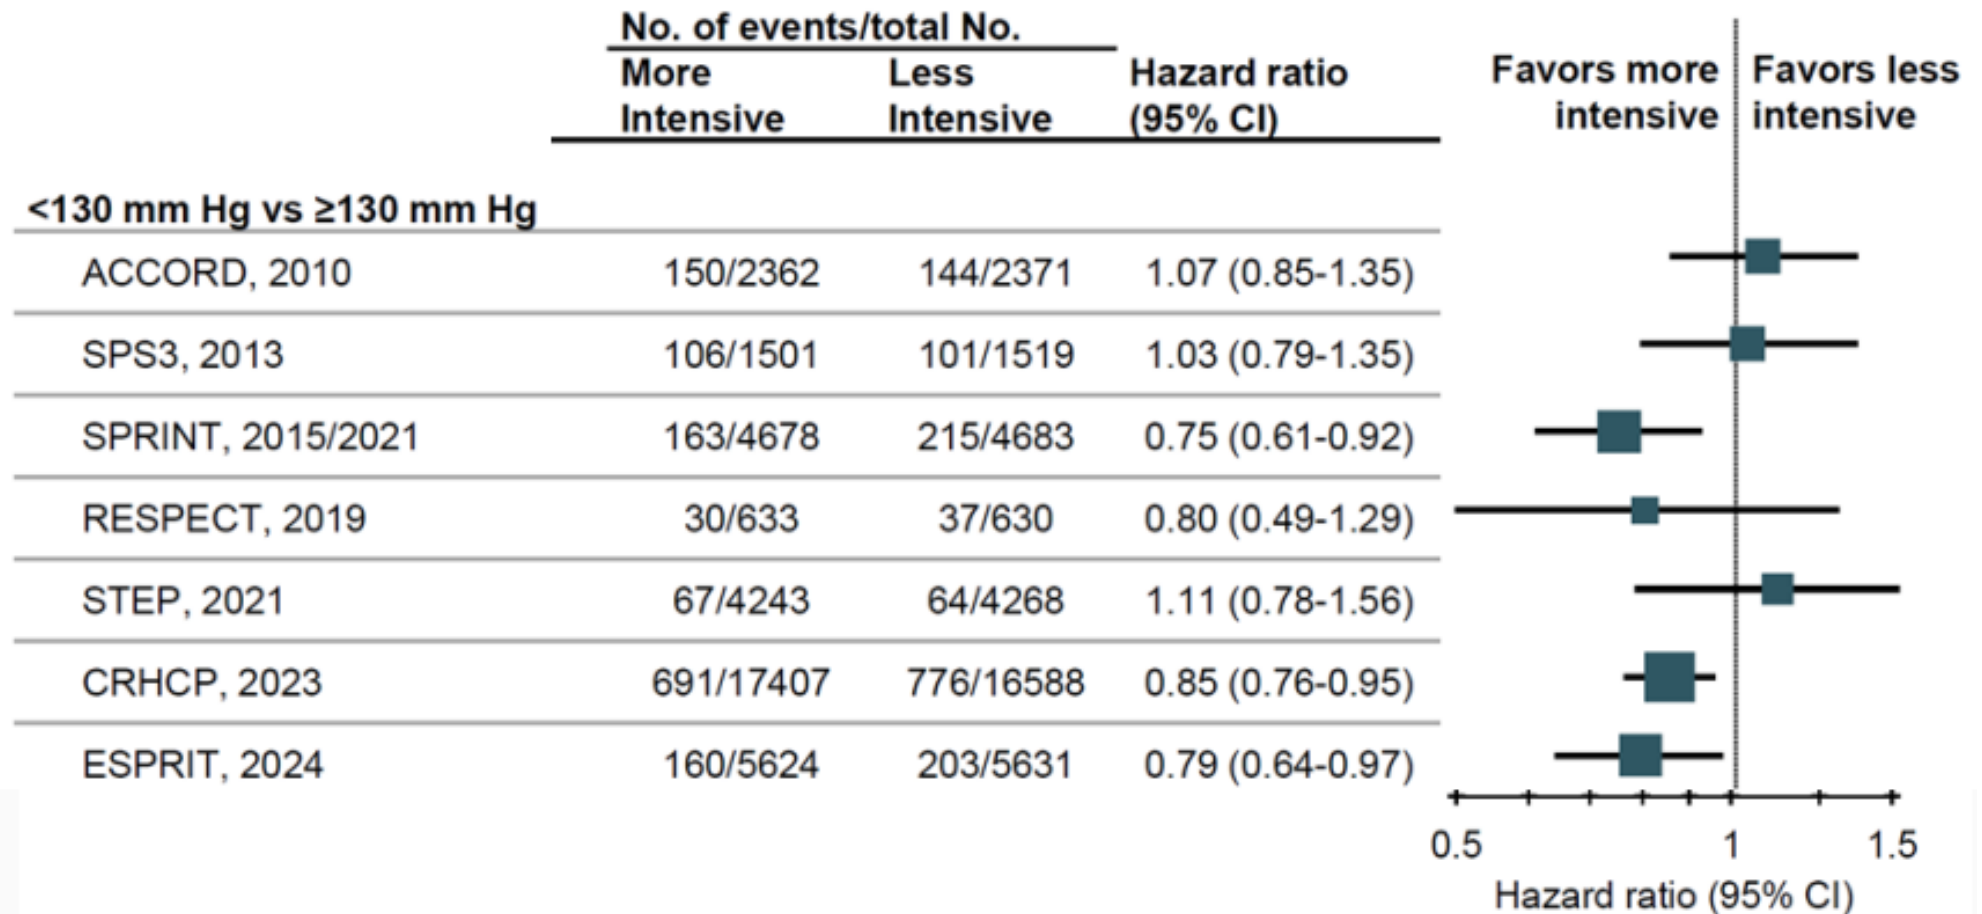 No. of events/total No.
More Intensive Less Intensive Hazard ratio (95% CI) Favors more intensive Favors less intensive
<130 mm Hg vs ≥130 mm Hg
ACCORD, 2010 150/2362 144/2371 1.07 (0.85-1.35)
SPS3, 2013 106/1501 101/1519 1.03 (0.79-1.35)
SPRINT, 2015/2021 163/4678 215/4683 0.75 (0.61-0.92)
RESPECT, 2019 30/633 37/630 0.80 (0.49-1.29)
STEP, 2021 67/4243 64/4268 1.11 (0.78-1.56)
CRHCP, 2023 691/17407 776/16588 0.85 (0.76-0.95)
ESPRIT, 2024 160/5624 203/5631 0.79 (0.64-0.97)
0.5 1 1.5
Hazard ratio (95% CI)